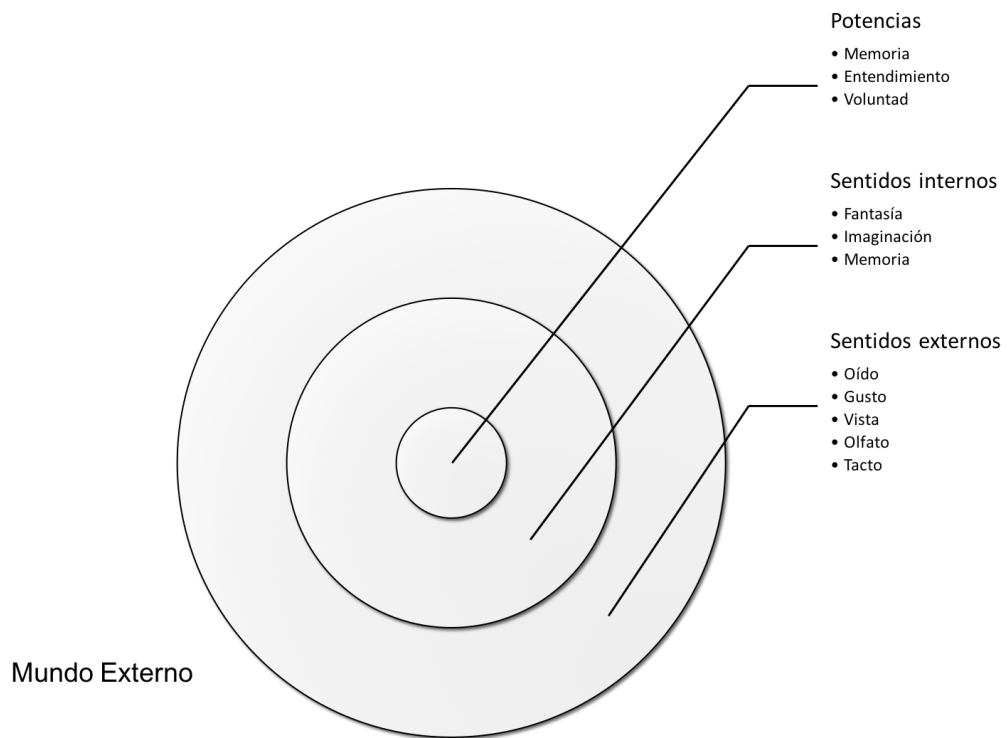 Potencias
• Memoria
• Entendimiento
• Voluntad
Sentidos internos
• Fantasía
• Imaginación
• Memoria
Sentidos externos
• Oído
• Gusto
• Vista
• Olfato
• Tacto
Mundo Externo